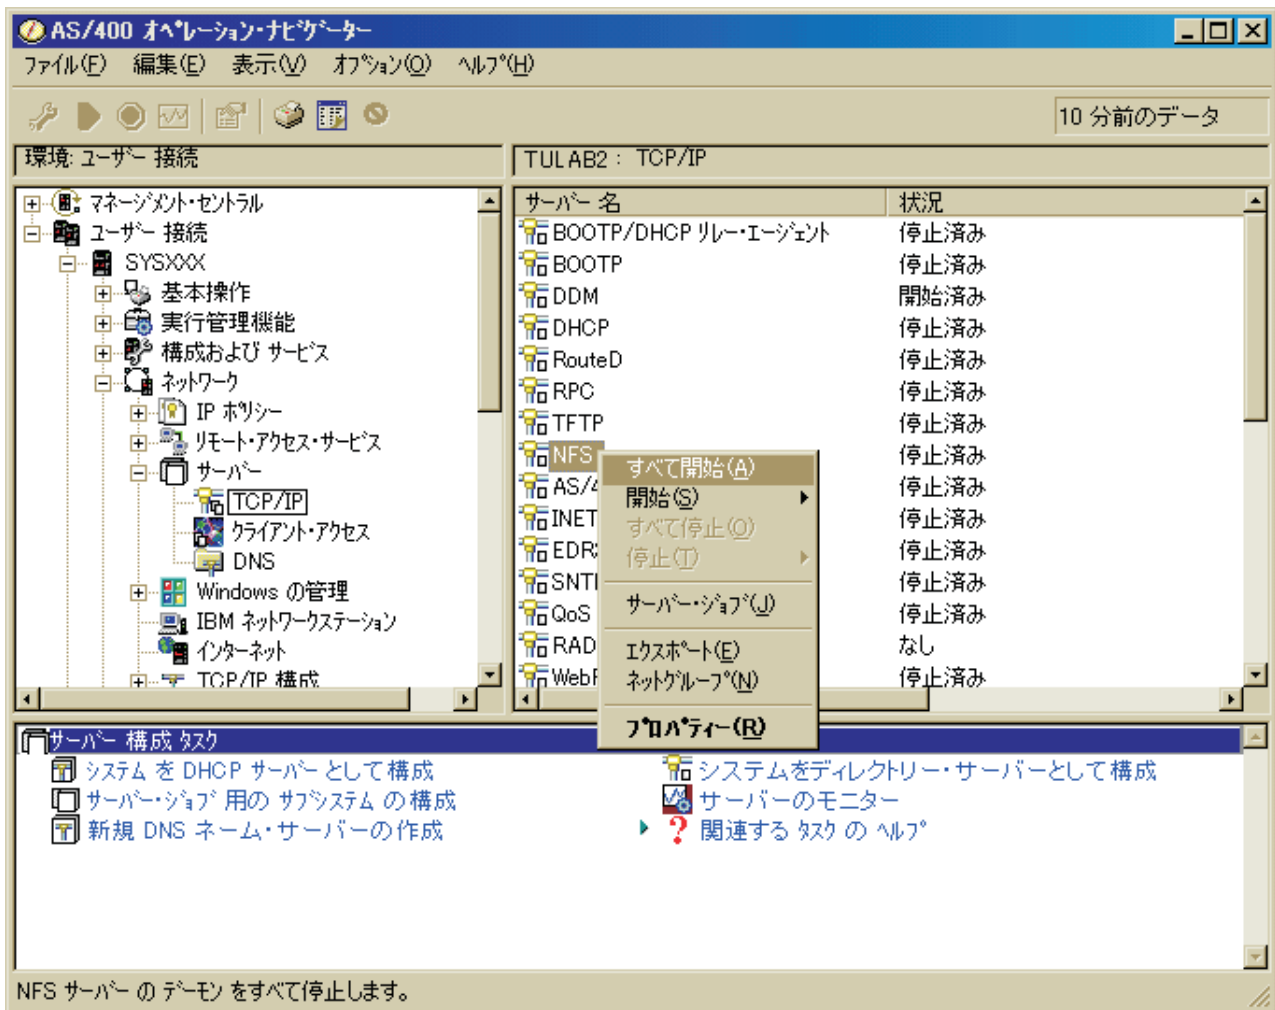 AS/400 オペレーション・ナビゲーター
ファイル(F) 編集(E) 表示(V) オプション(O) ヘルプ(H)
10 分前のデータ
環境: ユーザー 接続
TULAB2 : TCP/IP
マネージメント・セントラル
ユーザー 接続
SYSXXX
基本操作
実行管理機能
構成および サービス
ネットワーク
IP ポリシー
リモート・アクセス・サービス
サーバー
TCP/IP
クライアント・アクセス
DNS
Windows の管理
IBM ネットワークステーション
インターネット
TCP/IP 構成
サーバー 名 状況
BOOTP/DHCP リレー・エージェント 停止済み
BOOTP 停止済み
DDM 開始済み
DHCP 停止済み
RouteD 停止済み
RPC 停止済み
TFTP 停止済み
NFS 停止済み
AS/4 停止済み
INET 停止済み
EDR 停止済み
SNT 停止済み
QoS 停止済み
RAD なし
Web 停止済み
すべて開始(A)
開始(S)
すべて停止(O)
停止(T)
サーバー・ジョブ(J)
エクスポート(E)
ネットグループ(N)
プロパティー(R)
サーバー 構成 タスク
システム を DHCP サーバー として構成
サーバー・ジョブ 用の サブシステム の構成
新規 DNS ネーム・サーバーの作成
システムをディレクトリー・サーバーとして構成
サーバーのモニター
関連する タスク の ヘルプ
NFS サーバー の デーモン をすべて停止します。